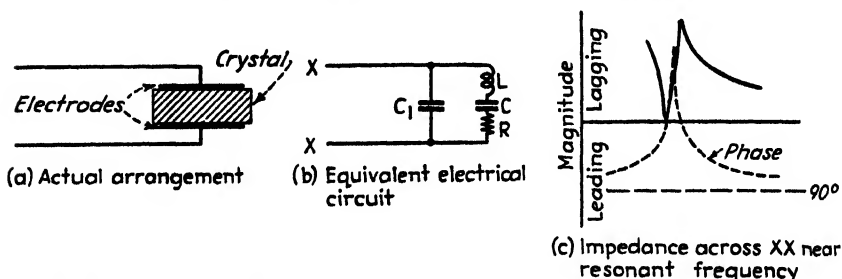 Crystal
Electrodes
(a) Actual arrangement
X
X
C1
L
C
R
(b) Equivalent electrical
circuit
Magnitude
Leading
Lagging
Phase
90°
(c) Impedance across XX near
resonant frequency